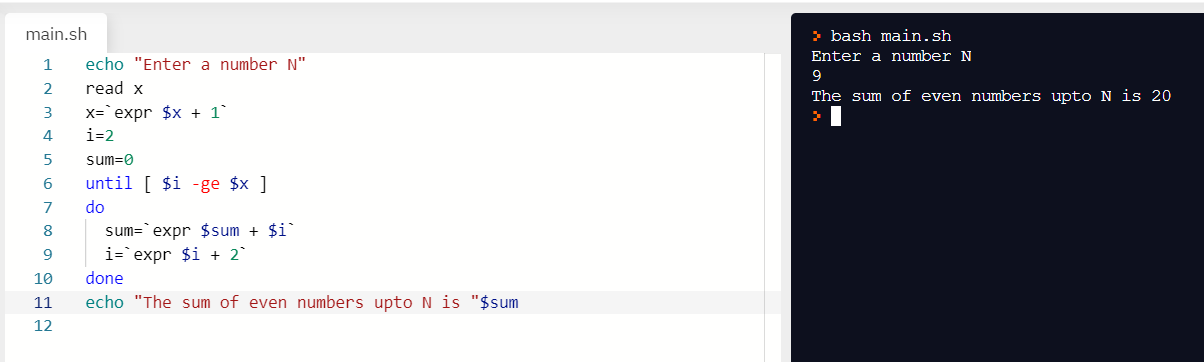 main.sh
1 echo "Enter a number N"
2 read x
3 x=`expr $x + 1`
4 i=2
5 sum=0
6 until [ $i -ge $x ]
7 do
8 sum=`expr $sum + $i`
9 i=`expr $i + 2`
10 done
11 echo "The sum of even numbers upto N is "$sum
12
> bash main.sh
Enter a number N
9
The sum of even numbers upto N is 20
>